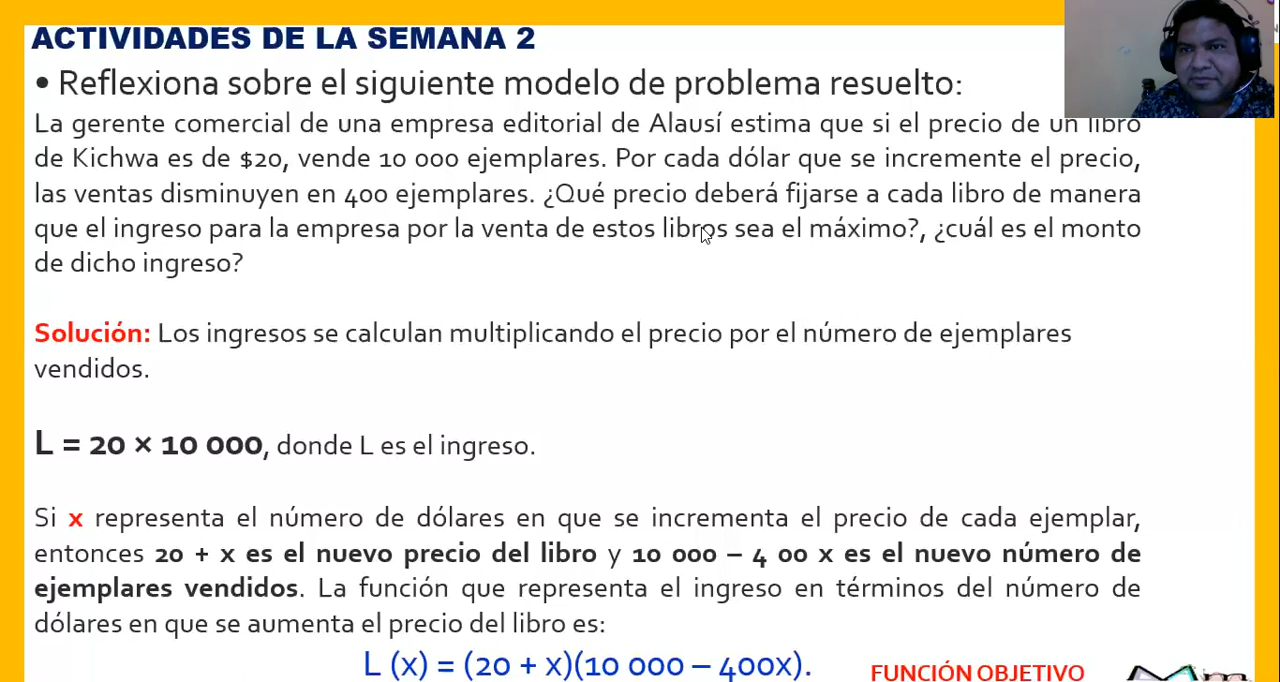 ACTIVIDADES DE LA SEMANA 2
• Reflexiona sobre el siguiente modelo de problema resuelto:
La gerente comercial de una empresa editorial de Alausí estima que si el precio de un libro
de Kichwa es de $20, vende 10 000 ejemplares. Por cada dólar que se incremente el precio,
las ventas disminuyen en 400 ejemplares. ¿Qué precio deberá fijarse a cada libro de manera
que el ingreso para la empresa por la venta de estos libros sea el máximo?, ¿cuál es el monto
de dicho ingreso?
Solución: Los ingresos se calculan multiplicando el precio por el número de ejemplares
vendidos.
L = 20 × 10 000, donde L es el ingreso.
Si x representa el número de dólares en que se incrementa el precio de cada ejemplar,
entonces 20 + x es el nuevo precio del libro y 10 000 – 4 00 x es el nuevo número de
ejemplares vendidos. La función que representa el ingreso en términos del número de
dólares en que se aumenta el precio del libro es:
L (x) = (20 + x)(10 000 – 400x).
FUNCIÓN OBJETIVO